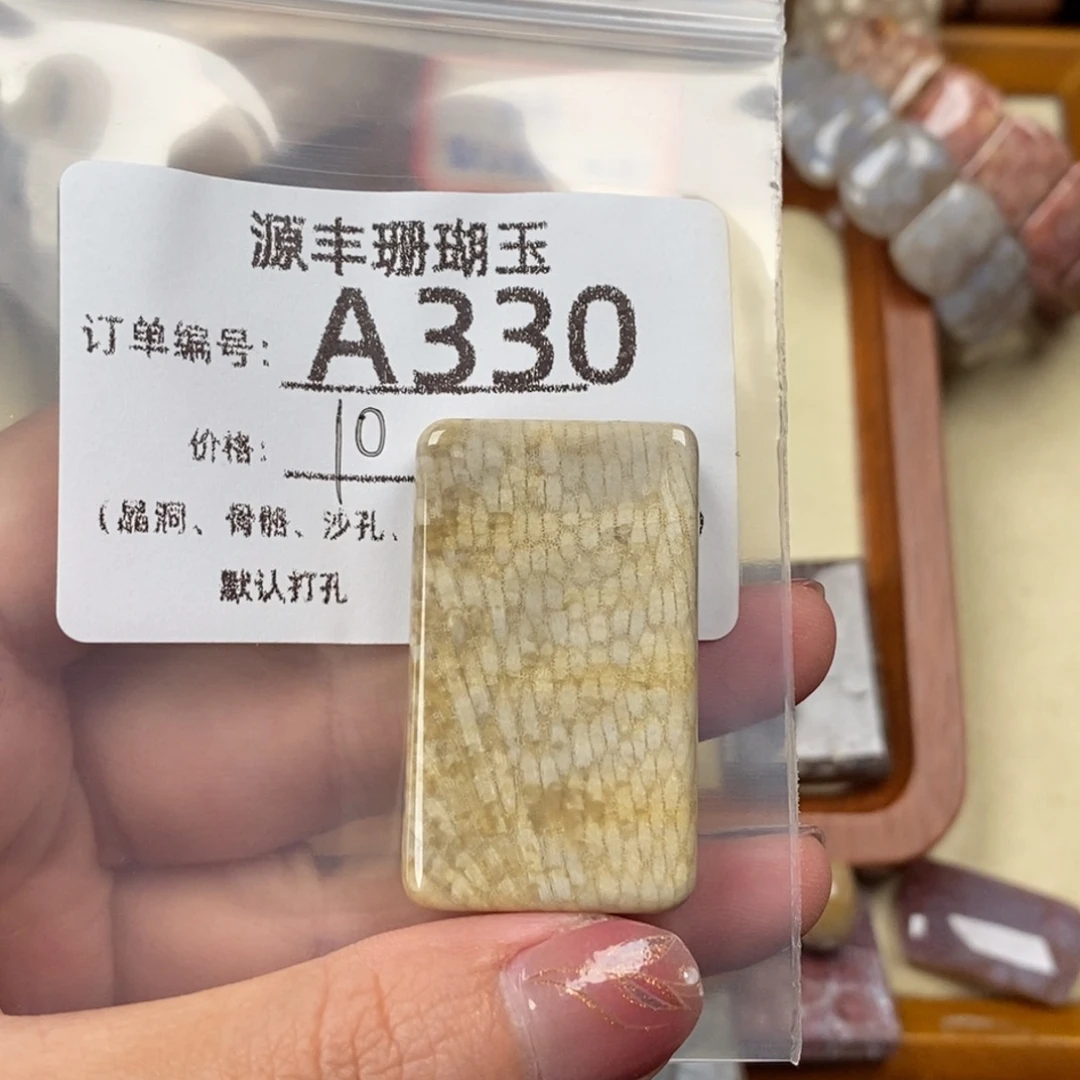 源丰珊瑚玉
订单编号: A330
价格: 10
(晶洞、骨骼、沙孔、 )
默认打孔